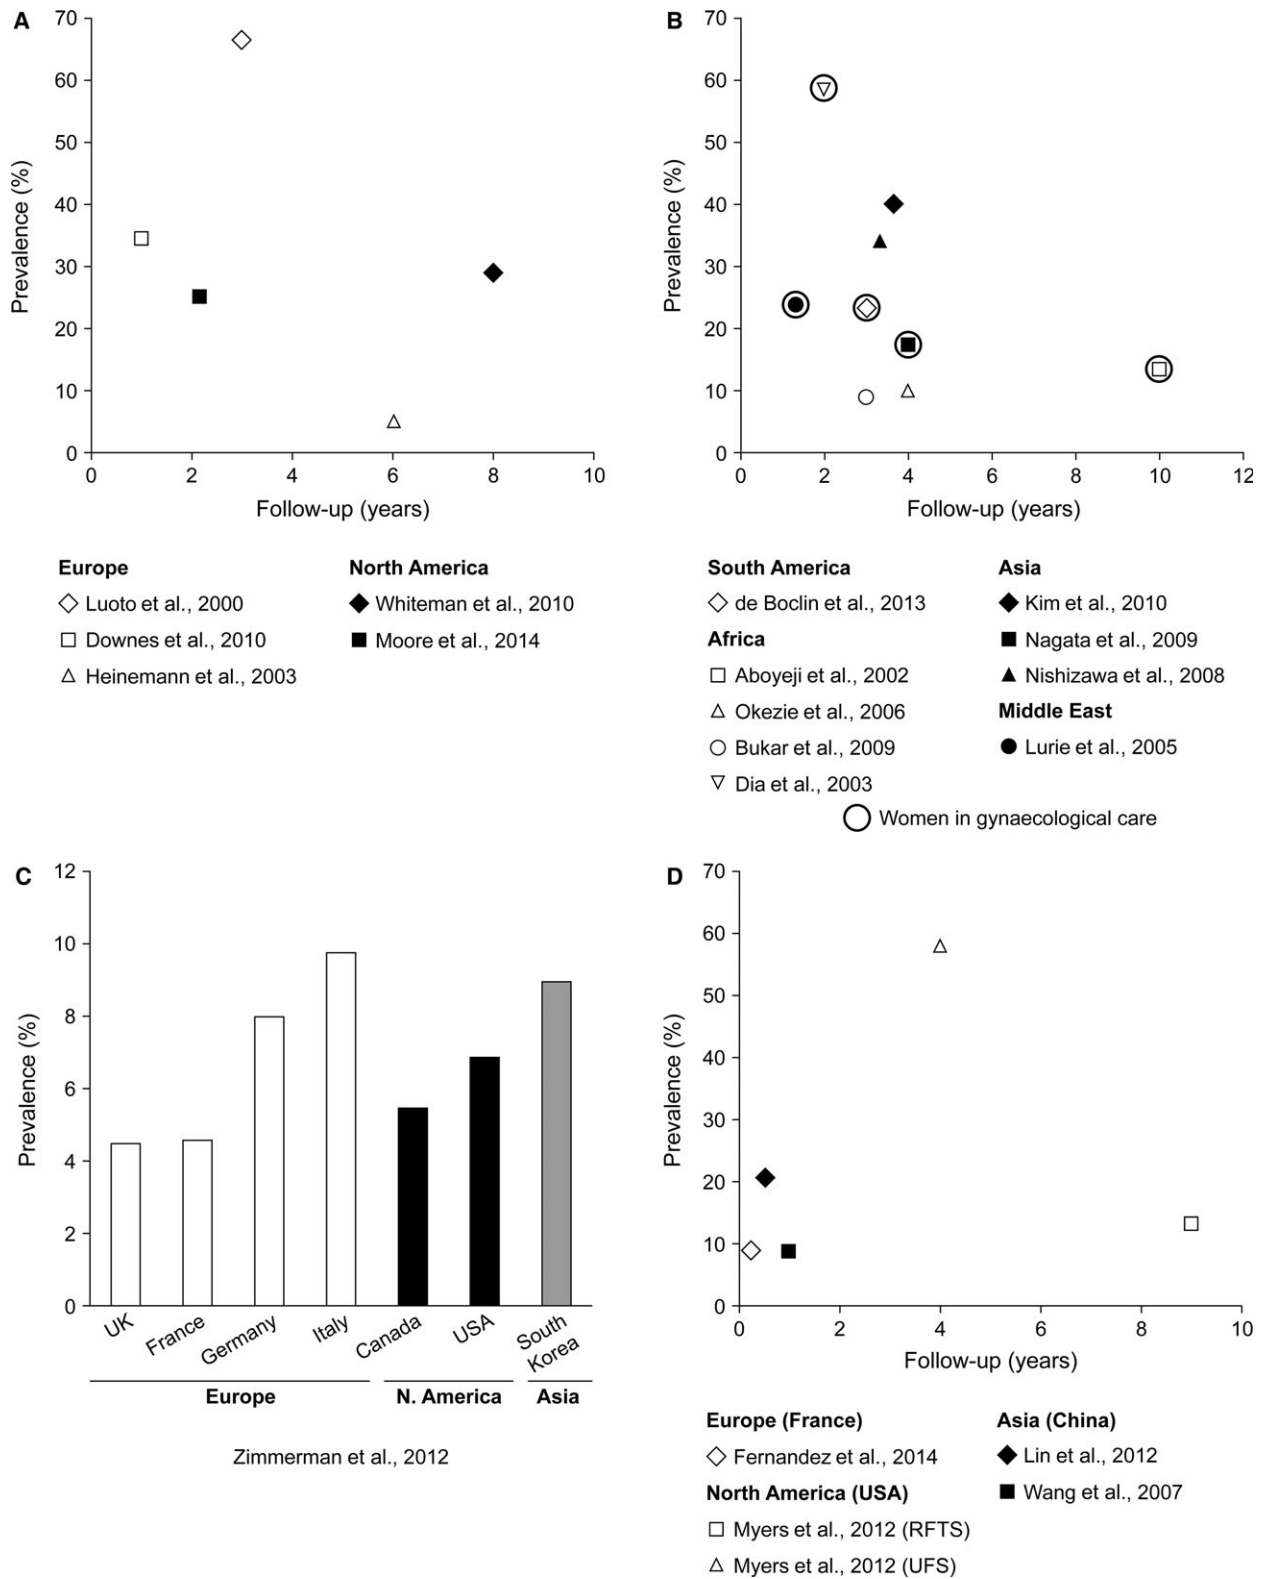 A
70
60
50
40
30
20
10
0
Prevalence (%)
0 2 4 6 8 10
Follow-up (years)
Europe
Luoto et al., 2000
Downes et al., 2010
Heinemann et al., 2003
North America
Whiteman et al., 2010
Moore et al., 2014
B
70
60
50
40
30
20
10
0
Prevalence (%)
0 2 4 6 8 10 12
Follow-up (years)
South America
de Boclin et al., 2013
Africa
Aboyeji et al., 2002
Okezie et al., 2006
Bukar et al., 2009
Dia et al., 2003
Asia
Kim et al., 2010
Nagata et al., 2009
Nishizawa et al., 2008
Middle East
Lurie et al., 2005
Women in gynaecological care
C
12
10
8
6
4
2
0
Prevalence (%)
UK
France
Germany
Italy
Canada
USA
South
Korea
Europe
N. America
Asia
Zimmerman et al., 2012
D
70
60
50
40
30
20
10
0
Prevalence (%)
0 2 4 6 8 10
Follow-up (years)
Europe (France)
Fernandez et al., 2014
North America (USA)
Myers et al., 2012 (RFTS)
Myers et al., 2012 (UFS)
Asia (China)
Lin et al., 2012
Wang et al., 2007